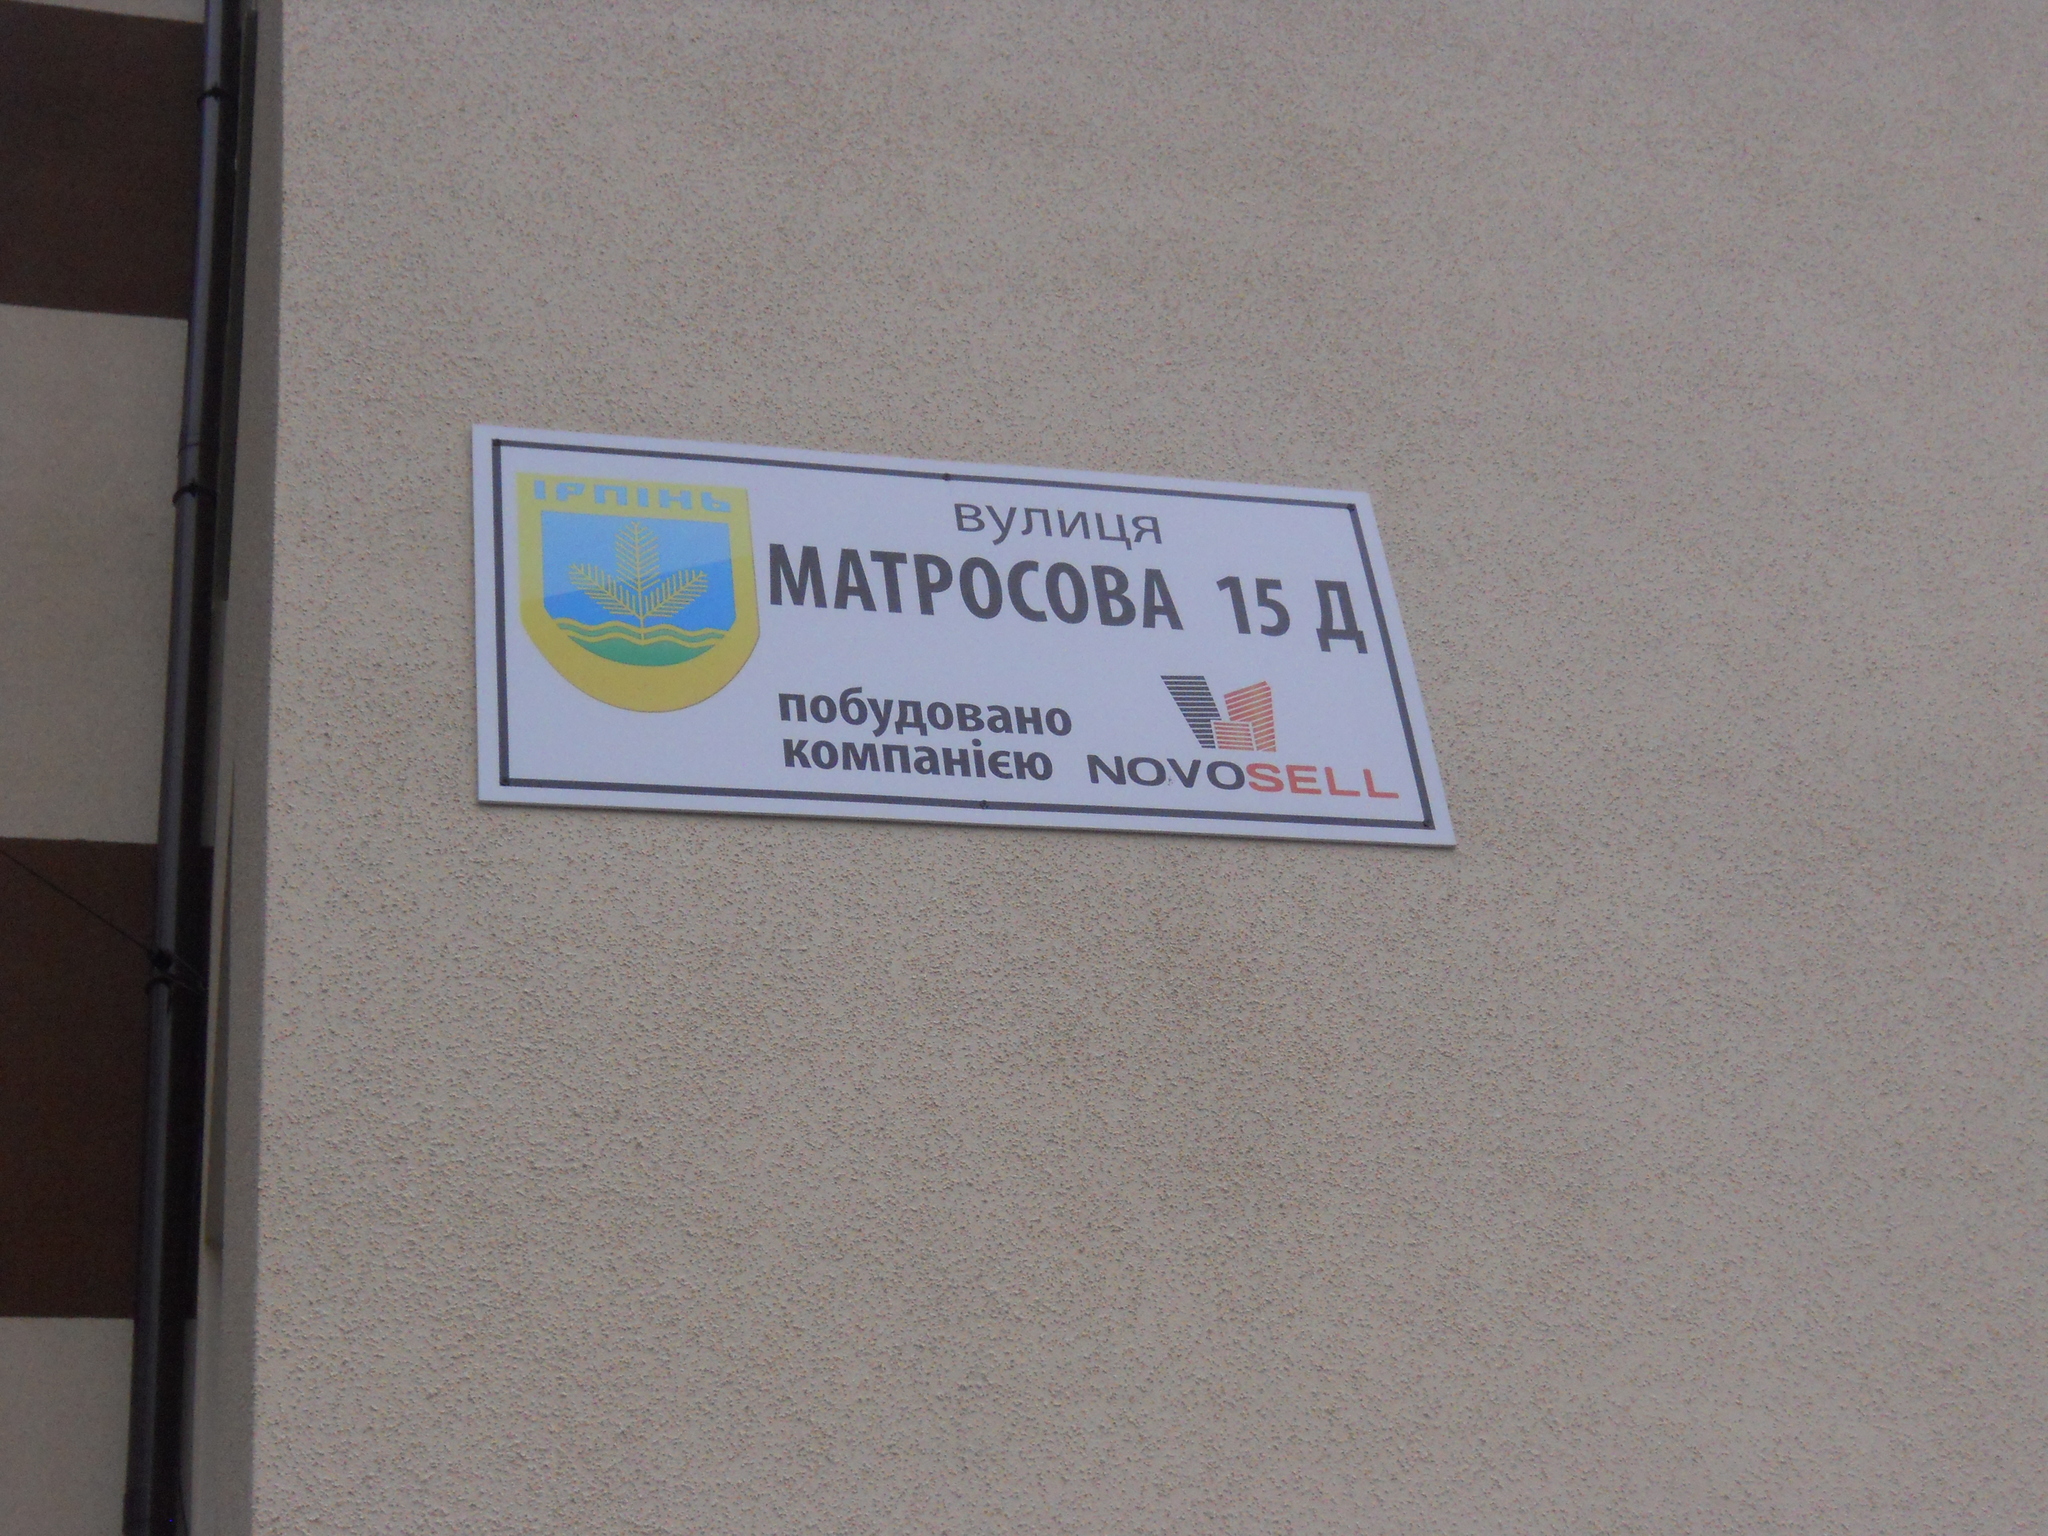 ІРПІНЬ
вулиця
МАТРОСОВА 15 Д
побудовано
компанією NOVOSELL